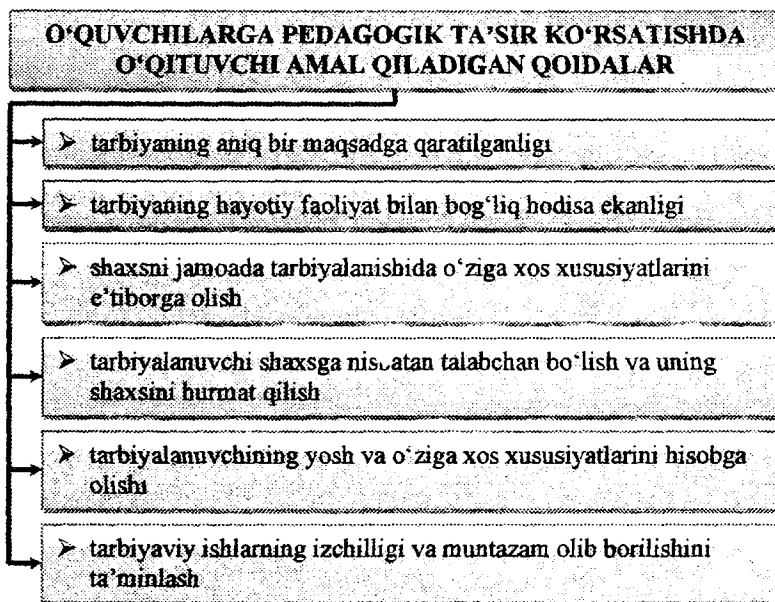 O‘QUVCHILARGA PEDAGOGIK TA’SIR KO‘RSATISHDA
O‘QITUVCHI AMAL QILADIGAN QOIDALAR
➢ tarbiyaning aniq bir maqsadga qaratilganligi
➢ tarbiyaning hayotiy faoliyat bilan bog‘liq hodisa ekanligi
➢ shaxsni jamoada tarbiyalanishida o‘ziga xos xususiyatlarini
e’tiborga olish
➢ tarbiyalanuvchi shaxsga nisbatan talabchan bo‘lish va uning
shaxsini hurmat qilish
➢ tarbiyalanuvchining yosh va o‘ziga xos xususiyatlarini hisobga
olishi
➢ tarbiyaviy ishlarning izchilligi va muntazam olib borilishini
ta’minlash